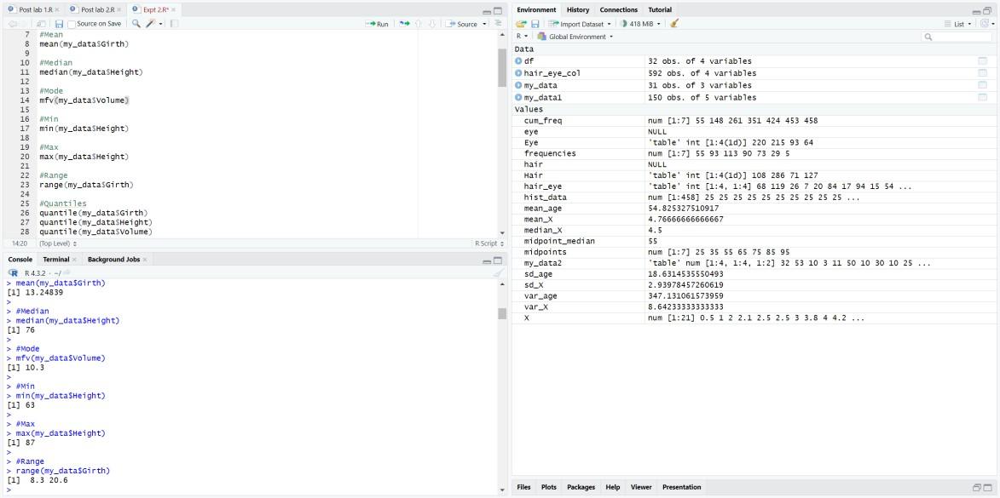 Post lab 1.R × Post lab 2.R × Expt 2.R* ×
Source on Save Run Source
7 #Mean
8 mean(my_data$Girth)
9
10 #Median
11 median(my_data$Height)
12
13 #Mode
14 mfv(my_data$Volume)
15
16 #Min
17 min(my_data$Height)
18
19 #Max
20 max(my_data$Height)
21
22 #Range
23 range(my_data$Girth)
24
25 #Quantiles
26 quantile(my_data$Girth)
27 quantile(my_data$Height)
28 quantile(my_data$Volume)
14:20 (Top Level) R Script
Console Terminal × Background Jobs ×
R 4.3.2 · ~/
> mean(my_data$Girth)
[1] 13.24839
>
> #Median
> median(my_data$Height)
[1] 76
>
> #Mode
> mfv(my_data$Volume)
[1] 10.3
>
> #Min
> min(my_data$Height)
[1] 63
>
> #Max
> max(my_data$Height)
[1] 87
>
> #Range
> range(my_data$Girth)
[1]  8.3 20.6
>
Environment History Connections Tutorial
Import Dataset 418 MiB List
R Global Environment
Data
df 32 obs. of 4 variables
hair_eye_col 592 obs. of 4 variables
my_data 31 obs. of 3 variables
my_data1 150 obs. of 5 variables
Values
cum_freq num [1:7] 55 148 261 351 424 453 458
eye NULL
Eye 'table' int [1:4(1d)] 220 215 93 64
frequencies num [1:7] 55 93 113 90 73 29 5
hair NULL
Hair 'table' int [1:4(1d)] 108 286 71 127
hair_eye 'table' int [1:4, 1:4] 68 119 26 7 20 84 17 94 15 54 ...
hist_data num [1:458] 25 25 25 25 25 25 25 25 25 25 ...
mean_age 54.825327510917
mean_X 4.76666666666667
median_X 4.5
midpoint_median 55
midpoints num [1:7] 25 35 55 65 75 85 95
my_data2 'table' num [1:4, 1:4, 1:2] 32 53 10 3 11 50 10 30 10 25 ...
sd_age 18.6314535550493
sd_X 2.93978457260619
var_age 347.131061573959
var_X 8.64233333333333
X num [1:21] 0.5 1 2 2.1 2.5 2.5 3 3.8 4 4.2 ...
Files Plots Packages Help Viewer Presentation